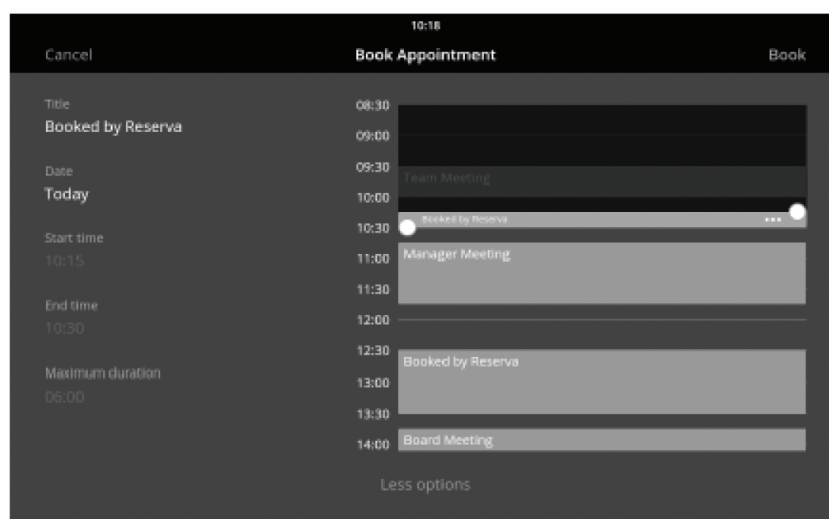 10:18
Cancel
Book Appointment
Book
Title
Booked by Reserva
Date
Today
Start time
10:15
End time
10:30
Maximum duration
06:00
08:30
09:00
09:30
Team Meeting
10:00
Booked by Reserva
10:30
11:00
Manager Meeting
11:30
12:00
12:30
Booked by Reserva
13:00
13:30
14:00
Board Meeting
Less options